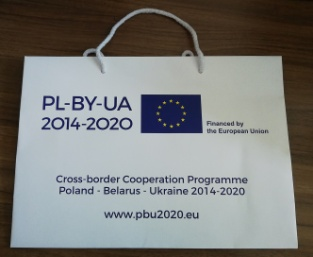 PL-BY-UA
2014-2020
Financed by
the European Union
Cross-border Cooperation Programme
Poland - Belarus - Ukraine 2014-2020
www.pbu2020.eu